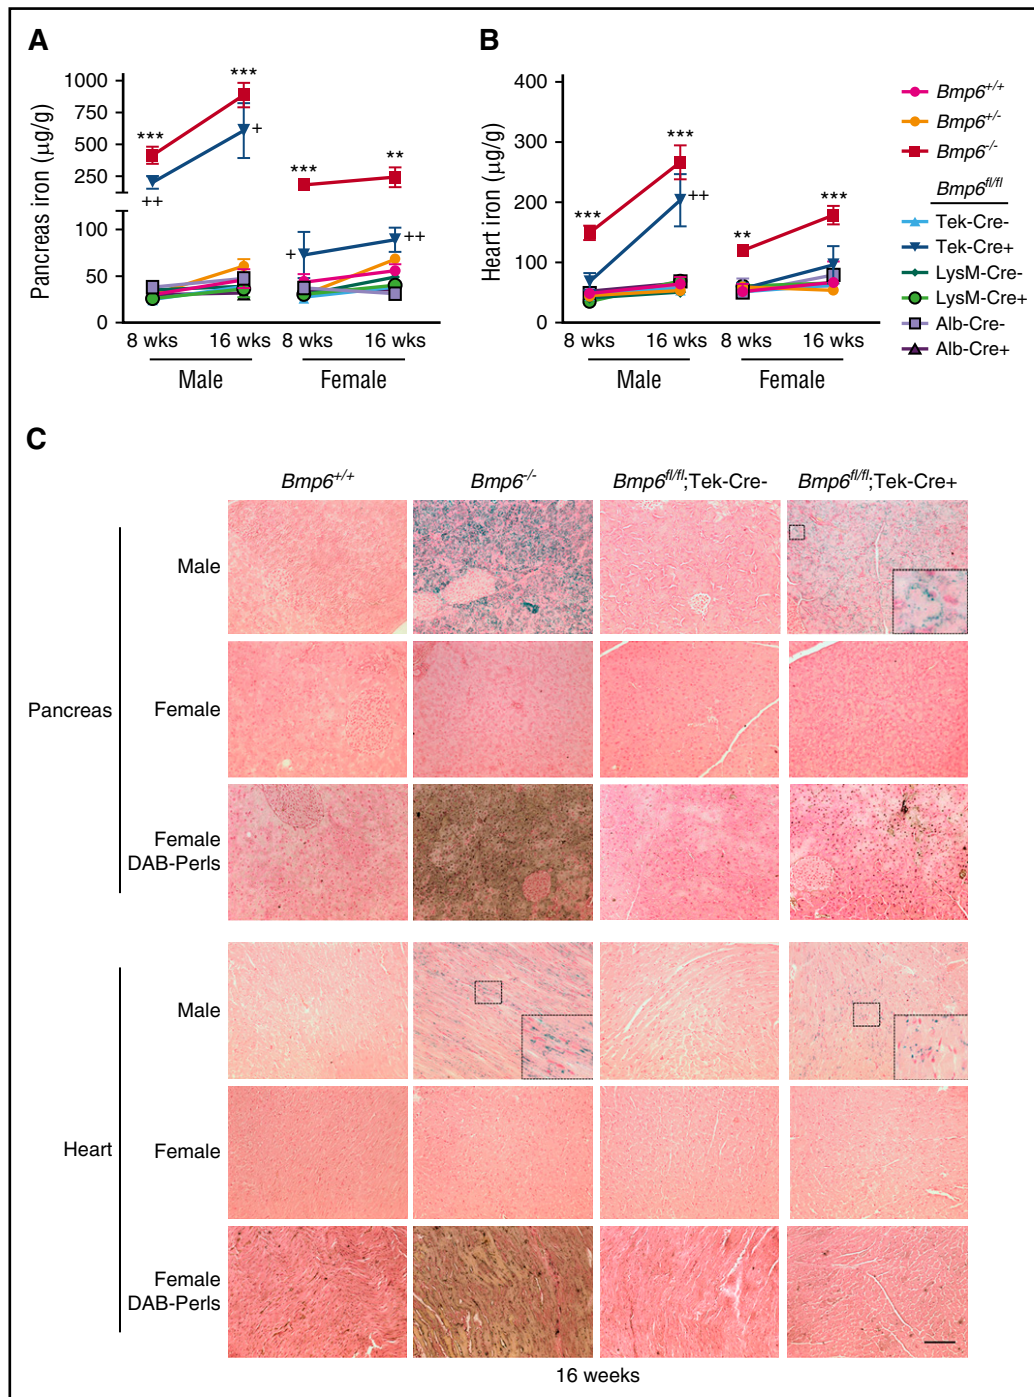 A
Pancreas iron (μg/g)
1000
750
500
250
100
50
0
***
***
++
+
***
**
+
++
8 wks
16 wks
8 wks
16 wks
Male
Female
B
Heart iron (μg/g)
400
300
200
100
0
***
***
++
**
***
8 wks
16 wks
8 wks
16 wks
Male
Female
Bmp6+/+
Bmp6+/-
Bmp6-/-
Bmp6fl/fl
Tek-Cre-
Tek-Cre+
LysM-Cre-
LysM-Cre+
Alb-Cre-
Alb-Cre+
C
Bmp6+/+
Bmp6-/-
Bmp6fl/fl;Tek-Cre-
Bmp6fl/fl;Tek-Cre+
Pancreas
Male
Female
Female
DAB-Perls
Heart
Male
Female
Female
DAB-Perls
16 weeks